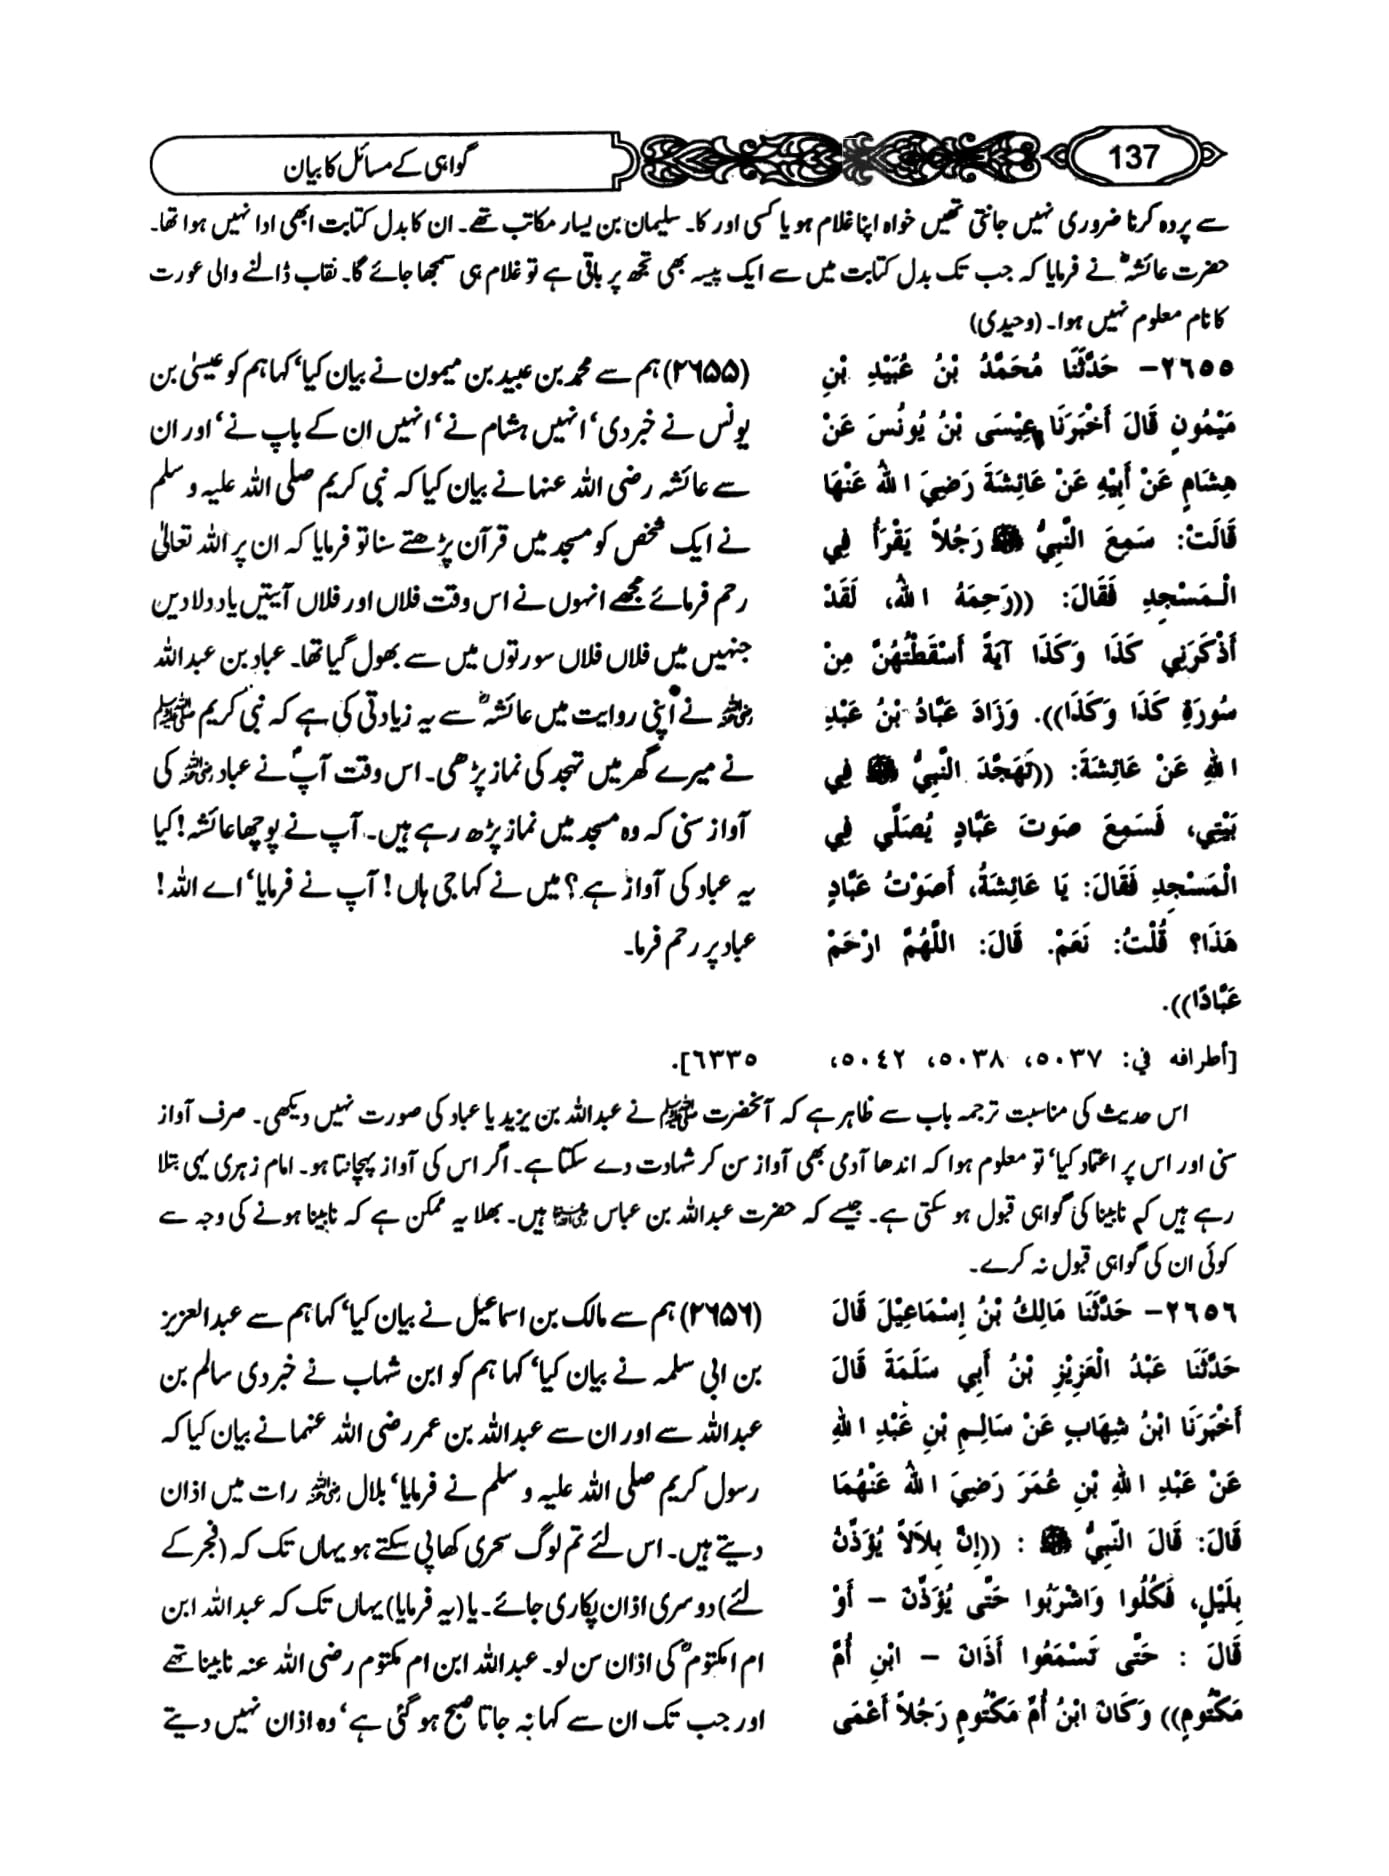 گواہی کے مسائل کا بیان
137
سے پردہ کرنا ضروری نہیں جانتی تھیں خواہ اپنا غلام ہو یا کسی اور کا۔ سلیمان بن یسار مکاتب تھے۔ ان کا بدل کتابت ابھی ادا نہیں ہوا تھا۔
حضرت عائشہؓ نے فرمایا کہ جب تک بدل کتابت میں سے ایک پیسہ بھی تجھ پر باقی ہے تو غلام ہی سمجھا جائے گا۔ نقاب ڈالنے والی عورت
کا نام معلوم نہیں ہوا۔ (وحیدی)
٢٦٥٥- حَدَّثَنَا مُحَمَّدُ بْنُ عُبَيْدِ بْنِ
مَيْمُونٍ قَالَ أَخْبَرَنَا عِيْسَى بْنُ يُونُسَ عَنْ
هِشَامٍ عَنْ أَبِيْهِ عَنْ عَائِشَةَ رَضِيَ اللهُ عَنْهَا
قَالَتْ: سَمِعَ النَّبِيُّ ﷺ رَجُلاً يَقْرَأُ فِي
الْـمَسْجِدِ فَقَالَ: ((رَحِمَهُ اللهُ، لَقَدْ
أَذْكَرَنِي كَذَا وَكَذَا آيَةً أَسْقَطْتُهُنَّ مِنْ
سُورَةِ كَذَا وَكَذَا)). وَزَادَ عَبَّادُ بْنُ عَبْدِ
اللهِ عَنْ عَائِشَةَ: ((تَهَجَّدَ النَّبِيُّ ﷺ فِي
بَيْتِي، فَسَمِعَ صَوتَ عَبَّادٍ يُصَلِّي فِي
الْمَسْجِدِ فَقَالَ: يَا عَائِشَةُ، أَصَوْتُ عَبَّادٍ
هَذَا؟ قُلْتُ: نَعَمْ. قَالَ: اللَّهُمَّ ارْحَمْ
عَبَّادًا)).
[أطرافه في: ٥٠٣٧، ٥٠٣٨، ٥٠٤٢، ٦٣٣٥].
(۲۶۵۵) ہم سے محمد بن عبید بن میمون نے بیان کیا‘ کہا ہم کو عیسیٰ بن
یونس نے خبر دی‘ انہیں ہشام نے‘ انہیں ان کے باپ نے‘ اور ان
سے عائشہ رضی اللہ عنہا نے بیان کیا کہ نبی کریم صلی اللہ علیہ و سلم
نے ایک شخص کو مسجد میں قرآن پڑھتے سنا تو فرمایا کہ ان پر اللہ تعالیٰ
رحم فرمائے مجھے انہوں نے اس وقت فلاں اور فلاں آیتیں یاد دلا دیں
جنہیں میں فلاں فلاں سورتوں میں سے بھول گیا تھا۔ عباد بن عبداللہ
رضی اللہ عنہ نے اپنی روایت میں عائشہؓ سے یہ زیادتی کی ہے کہ نبی کریم ﷺ
نے میرے گھر میں تہجد کی نماز پڑھی۔ اس وقت آپؐ نے عباد رضی اللہ عنہ کی
آواز سنی کہ وہ مسجد میں نماز پڑھ رہے ہیں۔ آپ نے پوچھا عائشہ! کیا
یہ عباد کی آواز ہے؟ میں نے کہا جی ہاں! آپ نے فرمایا‘ اے اللہ!
عباد پر رحم فرما۔
اس حدیث کی مناسبت ترجمہ باب سے ظاہر ہے کہ آنحضرت ﷺ نے عبداللہ بن یزید یا عباد کی صورت نہیں دیکھی۔ صرف آواز
سنی اور اس پر اعتماد کیا‘ تو معلوم ہوا کہ اندھا آدمی بھی آواز سن کر شہادت دے سکتا ہے۔ اگر اس کی آواز پہچانتا ہو۔ امام زہری یہی بتلا
رہے ہیں کہ نابینا کی گواہی قبول ہو سکتی ہے۔ جیسے کہ حضرت عبداللہ بن عباس رضی اللہ عنہما ہیں۔ بھلا یہ ممکن ہے کہ نابینا ہونے کی وجہ سے
کوئی ان کی گواہی قبول نہ کرے۔
٢٦٥٦- حَدَّثَنَا مَالِكُ بْنُ إِسْمَاعِيْلَ قَالَ
حَدَّثَنَا عَبْدُ الْعَزِيْزِ بْنُ أَبِي سَلَمَةَ قَالَ
أَخْبَرَنَا ابْنُ شِهَابٍ عَنْ سَالِـمِ بْنِ عَبْدِ اللهِ
عَنْ عَبْدِ اللهِ بْنِ عُمَرَ رَضِيَ اللهُ عَنْهُمَا
قَالَ: قَالَ النَّبِيُّ ﷺ : ((إِنَّ بِلاَلاً يُؤَذِّنُ
بِلَيْلٍ، فَكُلُوا وَاشْرَبُوا حَتَّى يُؤَذِّنَ – أَوْ
قَالَ : حَتَّى تَسْمَعُوا أَذَانَ – ابْنِ أُمِّ
مَكْتُومٍ)) وَكَانَ ابْنُ أُمِّ مَكْتُومٍ رَجُلاً أَعْمَى
(۲۶۵۶) ہم سے مالک بن اسماعیل نے بیان کیا‘ کہا ہم سے عبدالعزیز
بن ابی سلمہ نے بیان کیا‘ کہا ہم کو ابن شہاب نے خبر دی سالم بن
عبداللہ سے اور ان سے عبداللہ بن عمر رضی اللہ عنہما نے بیان کیا کہ
رسول کریم صلی اللہ علیہ و سلم نے فرمایا‘ بلال رضی اللہ عنہ رات میں اذان
دیتے ہیں۔ اس لئے تم لوگ سحری کھا پی سکتے ہو یہاں تک کہ (فجر کے
لئے) دوسری اذان پکاری جائے۔ یا (یہ فرمایا) یہاں تک کہ عبداللہ ابن
ام امکتومؓ کی اذان سن لو۔ عبداللہ ابن ام مکتوم رضی اللہ عنہ نابینا تھے
اور جب تک ان سے کہا نہ جاتا صبح ہو گئی ہے‘ وہ اذان نہیں دیتے